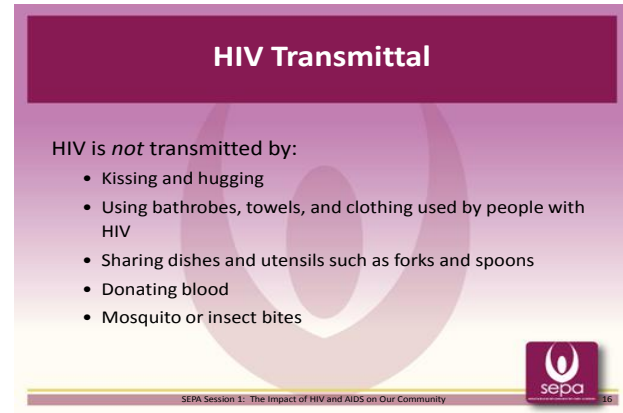 HIV Transmittal
HIV is not transmitted by:
• Kissing and hugging
• Using bathrobes, towels, and clothing used by people with
HIV
• Sharing dishes and utensils such as forks and spoons
• Donating blood
• Mosquito or insect bites
sepa
SEPA Session 1: The Impact of HIV and AIDS on Our Community
16